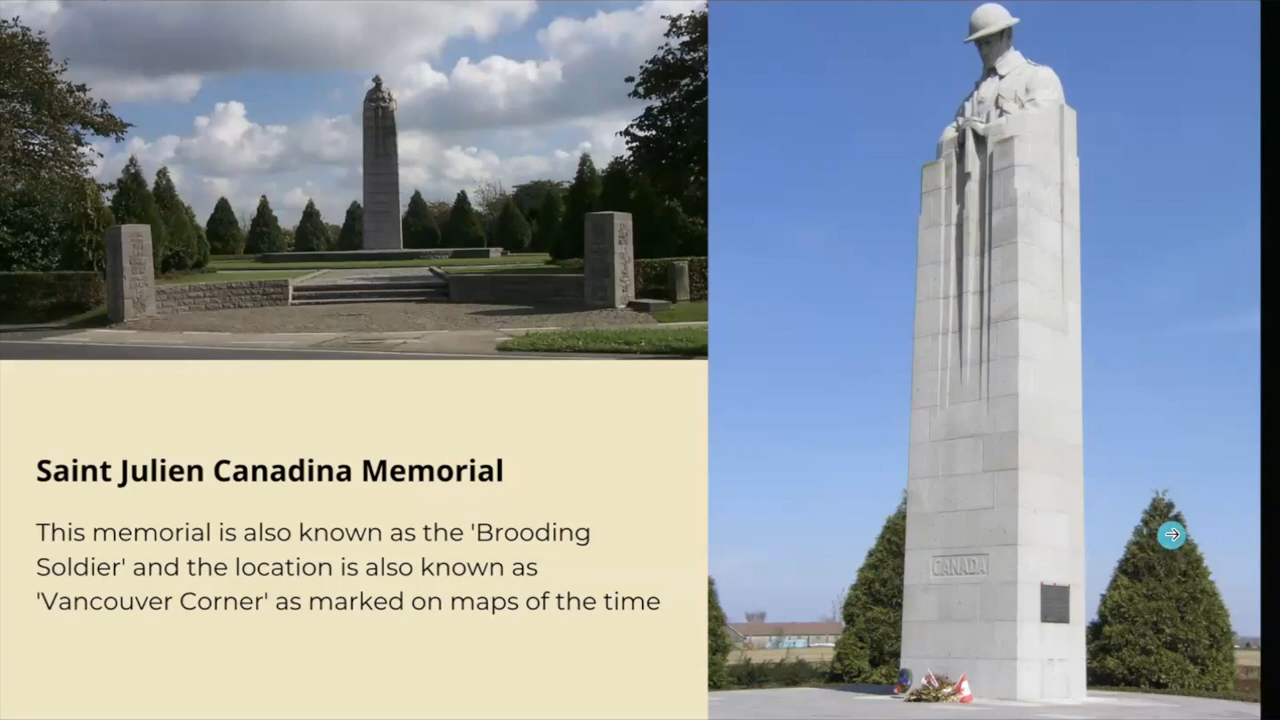 Saint Julien Canadina Memorial
This memorial is also known as the 'Brooding
Soldier' and the location is also known as
'Vancouver Corner' as marked on maps of the time
CANADA